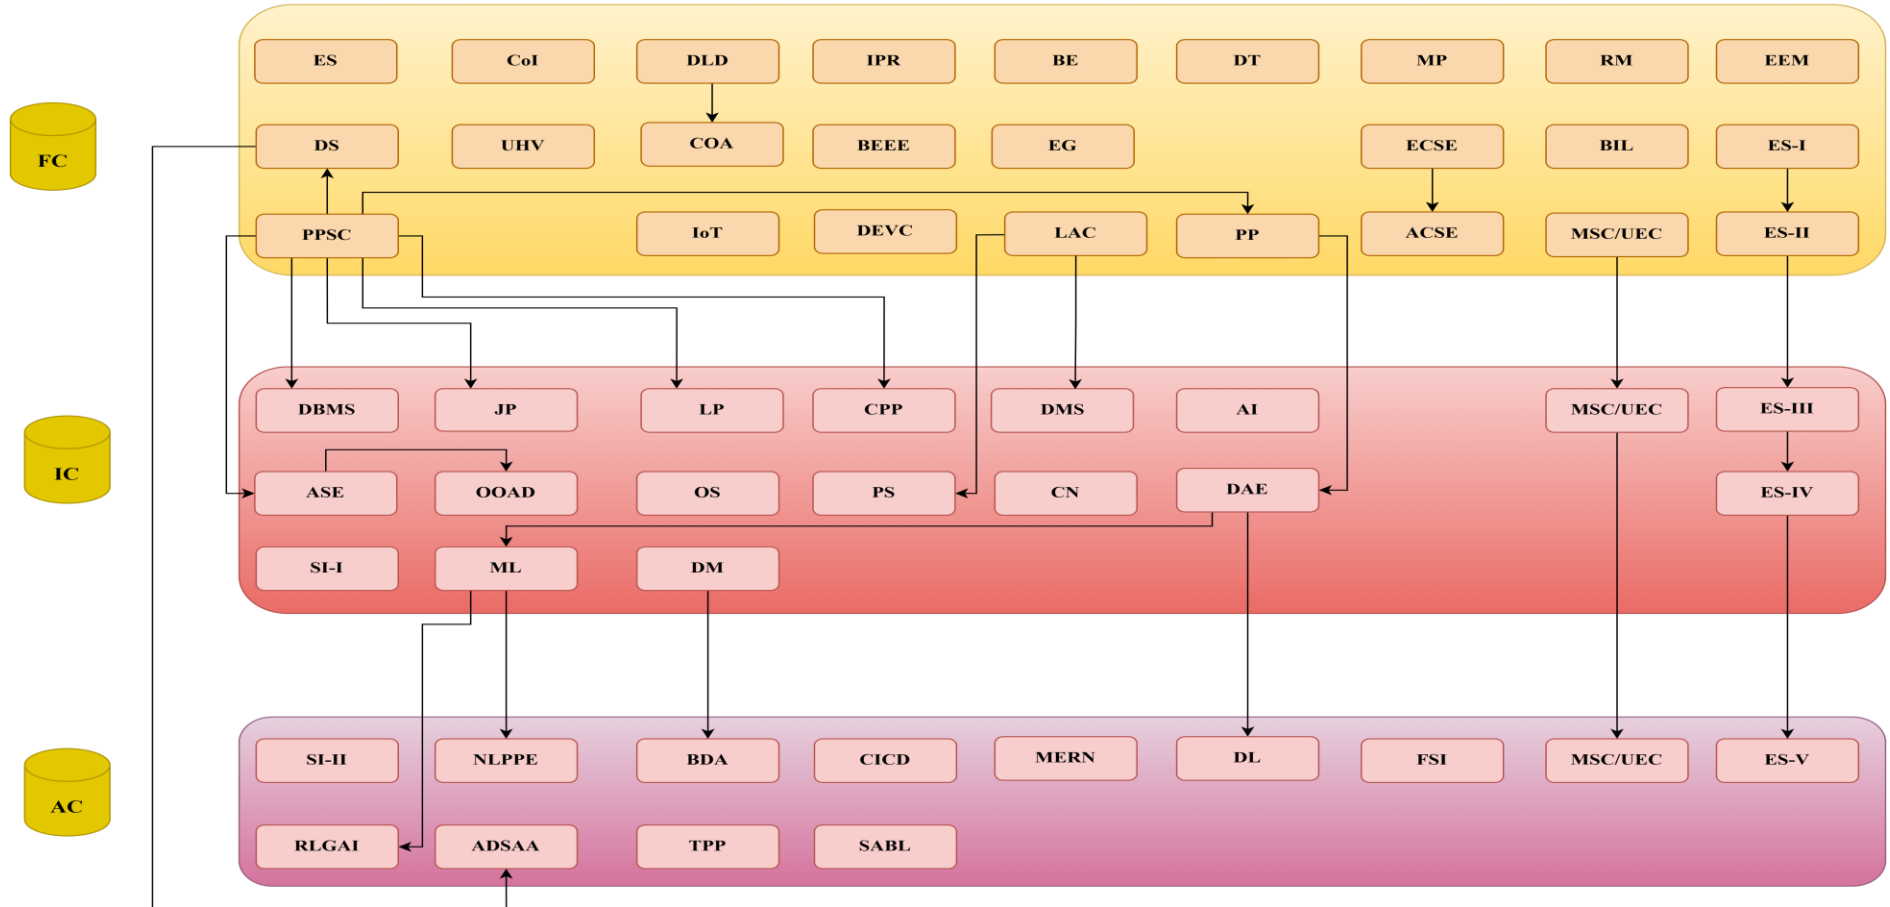 ES CoI DLD IPR BE DT MP RM EEM
FC DS UHV COA BEEE EG ECSE BIL ES-I
PPSC IoT DEVC LAC PP ACSE MSC/UEC ES-II
DBMS JP LP CPP DMS AI MSC/UEC ES-III
IC ASE OOAD OS PS CN DAE ES-IV
SI-I ML DM
SI-II NLPPE BDA CICD MERN DL FSI MSC/UEC ES-V
AC
RLGAI ADSAA TPP SABL